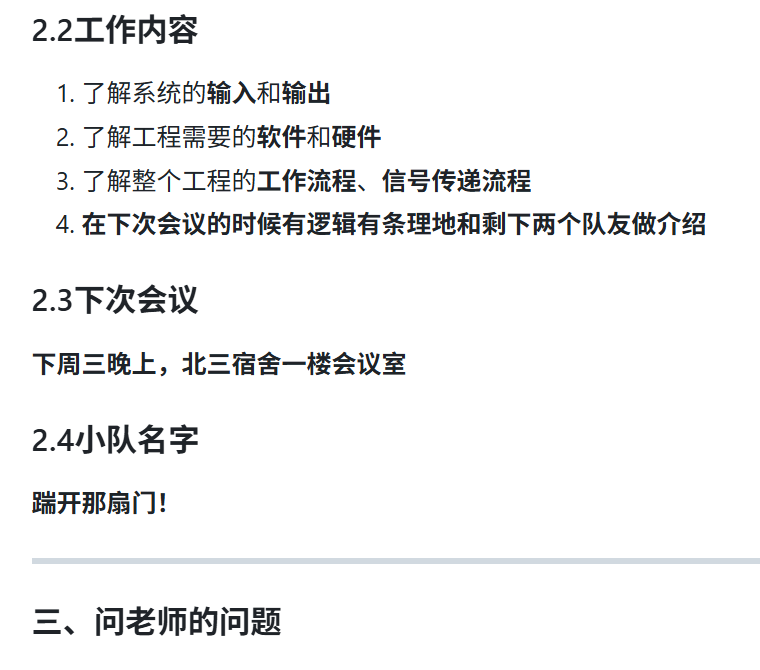 2.2工作内容
1. 了解系统的输入和输出
2. 了解工程需要的软件和硬件
3. 了解整个工程的工作流程、信号传递流程
4. 在下次会议的时候有逻辑有条理地和剩下两个队友做介绍
2.3下次会议
下周三晚上，北三宿舍一楼会议室
2.4小队名字
踹开那扇门！
三、问老师的问题